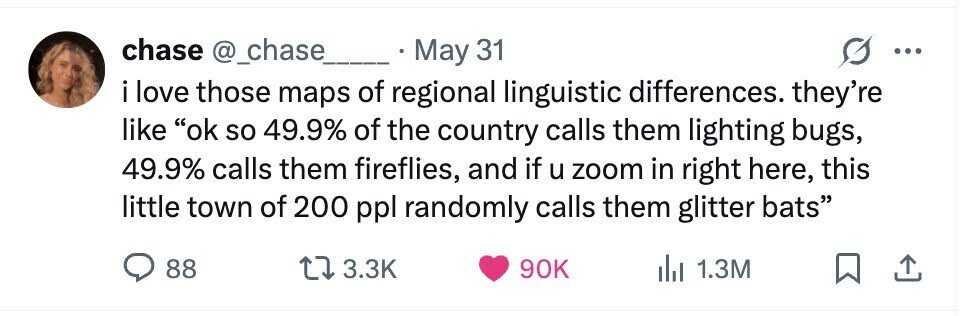 chase @_chase_____ · May 31
i love those maps of regional linguistic differences. they’re
like “ok so 49.9% of the country calls them lighting bugs,
49.9% calls them fireflies, and if u zoom in right here, this
little town of 200 ppl randomly calls them glitter bats”
88 3.3K 90K 1.3M